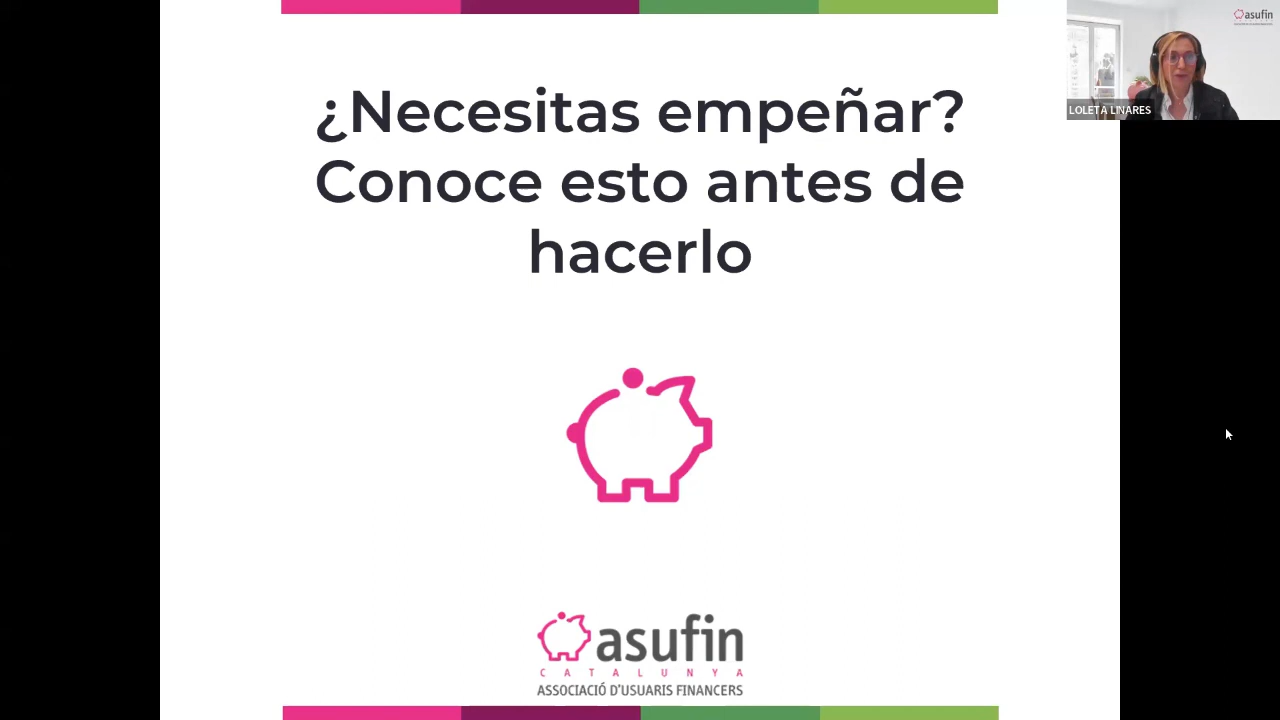 ¿Necesitas empeñar?
Conoce esto antes de
hacerlo
asufin
CATALUNYA
ASSOCIACIÓ D'USUARIS FINANCERS
asufin
LOLETA LINARES